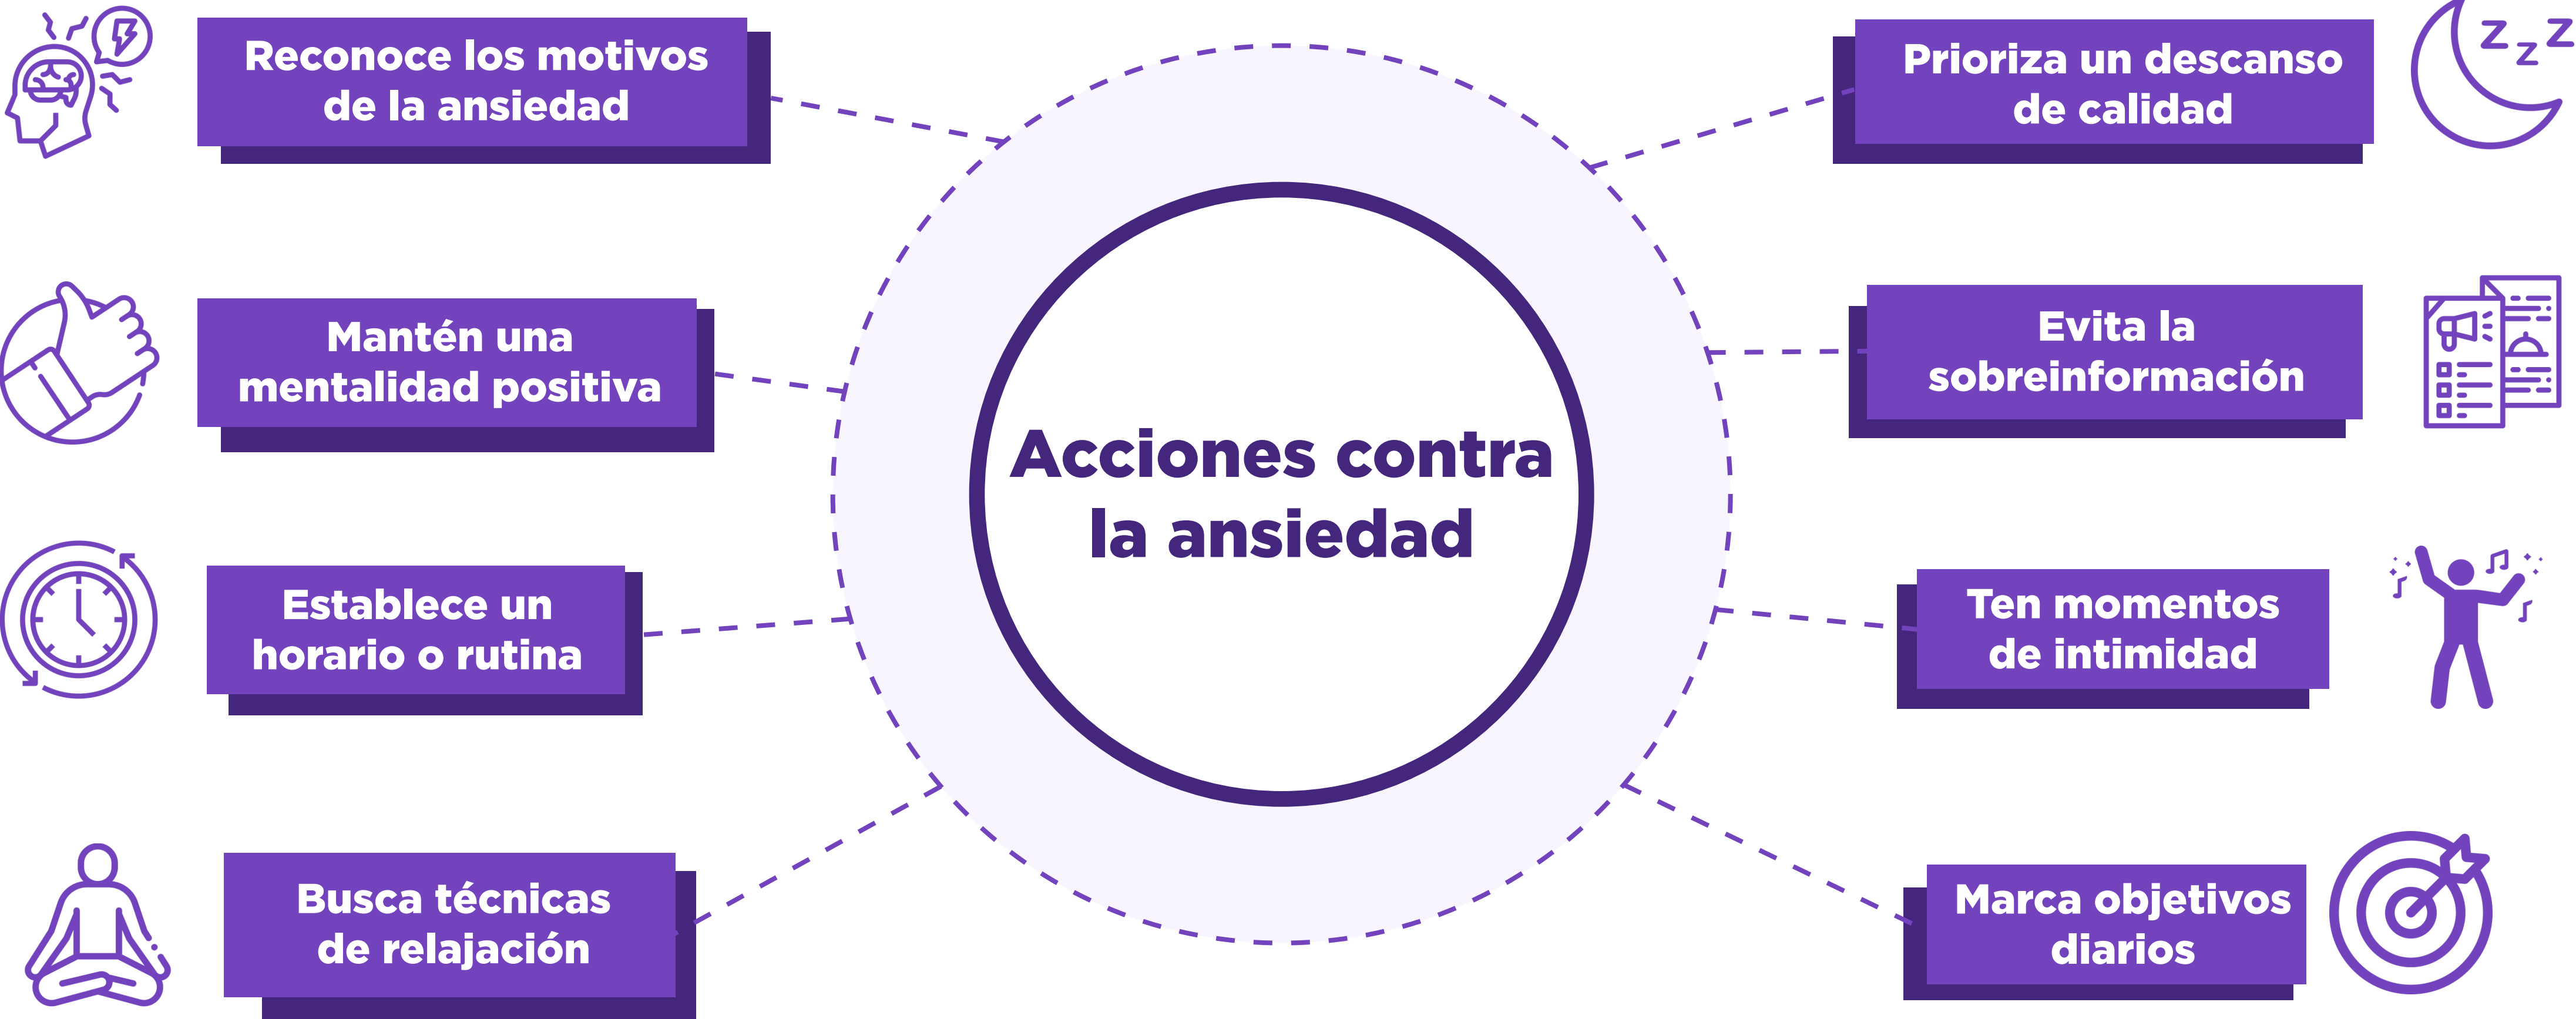 Reconoce los motivos
de la ansiedad
Mantén una
mentalidad positiva
Establece un
horario o rutina
Busca técnicas
de relajación
Acciones contra
la ansiedad
Prioriza un descanso
de calidad
Z z Z
Evita la
sobreinformación
Ten momentos
de intimidad
Marca objetivos
diarios